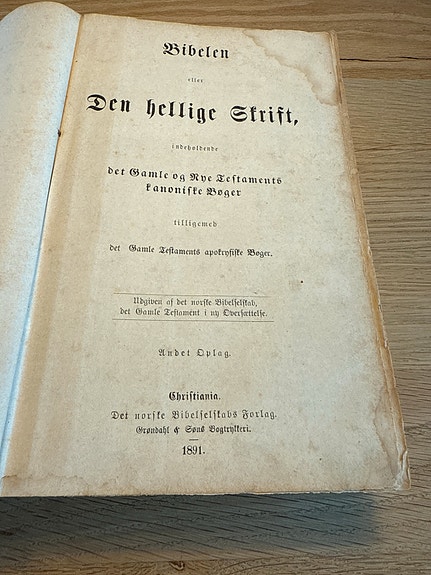 Bibelen
eller
Den hellige Skrift,
indeholdende
det Gamle og Nye Testaments
kanoniske Bøger
tilligemed
det Gamle Testaments apokryfiske Bøger.
Udgiven af det norske Bibelselskab,
det Gamle Testament i ny Oversættelse.
Andet Oplag.
Christiania.
Det norske Bibelselskabs Forlag.
Grøndahl & Søns Bogtrykkeri.
1891.